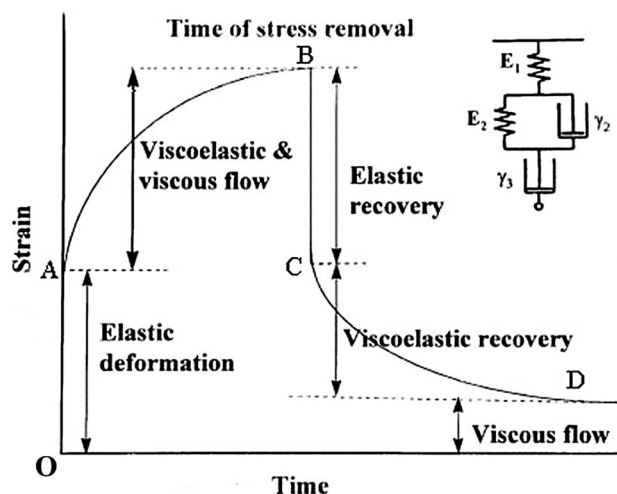 Time of stress removal
B
E₁
E₂
γ₂
γ₃
Viscoelastic &
viscous flow
Elastic
recovery
Strain
A
C
Elastic
deformation
Viscoelastic recovery
D
Viscous flow
O
Time